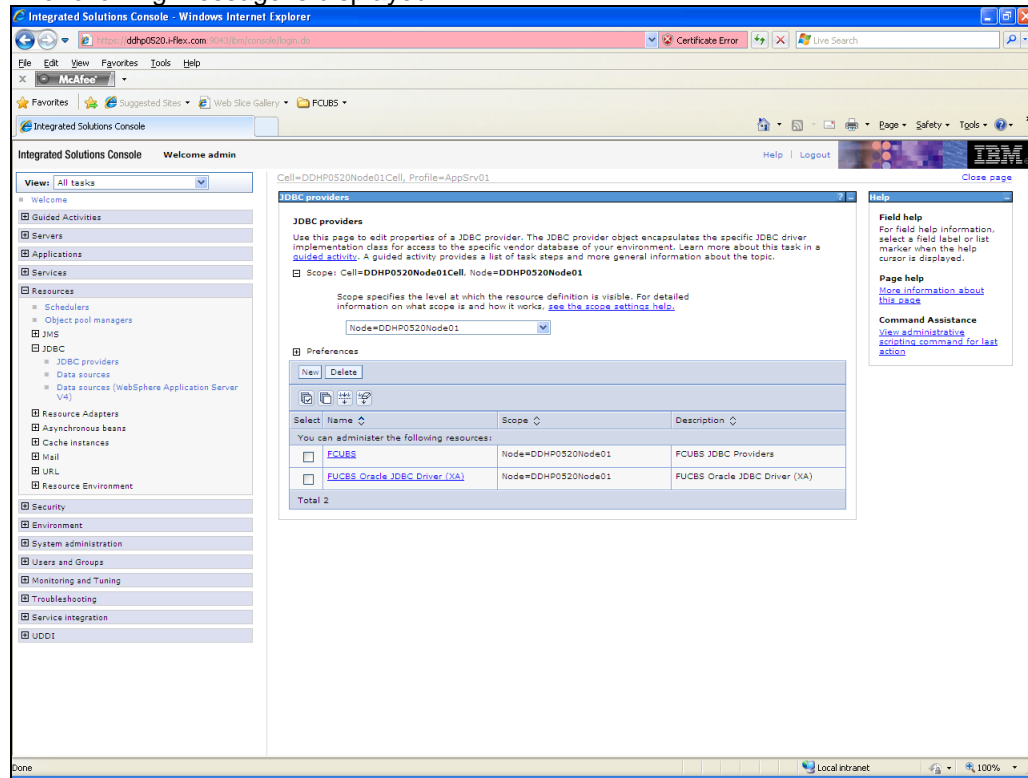 Integrated Solutions Console - Windows Internet Explorer
https://ddhp0520.i-flex.com:9043/ibm/console/login.do
Certificate Error
Live Search
File Edit View Favorites Tools Help
McAfee
Favorites Suggested Sites Web Slice Gallery FCUBS
Integrated Solutions Console
Page Safety Tools
Integrated Solutions Console Welcome admin
Help | Logout
IBM.
View: All tasks
Welcome
Guided Activities
Servers
Applications
Services
Resources
Schedulers
Object pool managers
JMS
JDBC
JDBC providers
Data sources
Data sources (WebSphere Application Server
V4)
Resource Adapters
Asynchronous beans
Cache instances
Mail
URL
Resource Environment
Security
Environment
System administration
Users and Groups
Monitoring and Tuning
Troubleshooting
Service integration
UDDI
Cell=DDHP0520Node01Cell, Profile=AppSrv01
Close page
JDBC providers
? -
JDBC providers
Use this page to edit properties of a JDBC provider. The JDBC provider object encapsulates the specific JDBC driver
implementation class for access to the specific vendor database of your environment. Learn more about this task in a
guided activity. A guided activity provides a list of task steps and more general information about the topic.
Scope: Cell=DDHP0520Node01Cell, Node=DDHP0520Node01
Scope specifies the level at which the resource definition is visible. For detailed
information on what scope is and how it works, see the scope settings help.
Node=DDHP0520Node01
Preferences
New Delete
Select Name Scope Description
You can administer the following resources:
FCUBS Node=DDHP0520Node01 FCUBS JDBC Providers
FUCBS Oracle JDBC Driver (XA) Node=DDHP0520Node01 FUCBS Oracle JDBC Driver (XA)
Total 2
Help
Field help
For field help information,
select a field label or list
marker when the help
cursor is displayed.
Page help
More information about
this page
Command Assistance
View administrative
scripting command for last
action
Done
Local intranet
100%